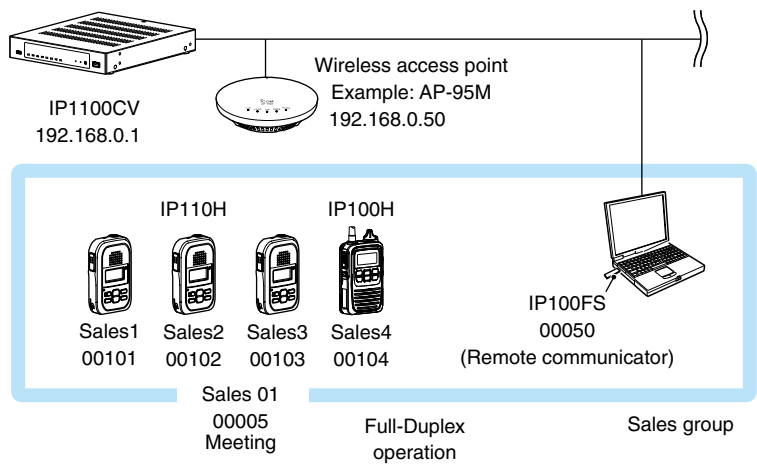 Wireless access point
Example: AP-95M
192.168.0.50
IP1100CV
192.168.0.1
IP110H
IP100H
Sales1
00101
Sales2
00102
Sales3
00103
Sales4
00104
IP100FS
00050
(Remote communicator)
Sales 01
00005
Meeting
Full-Duplex
operation
Sales group